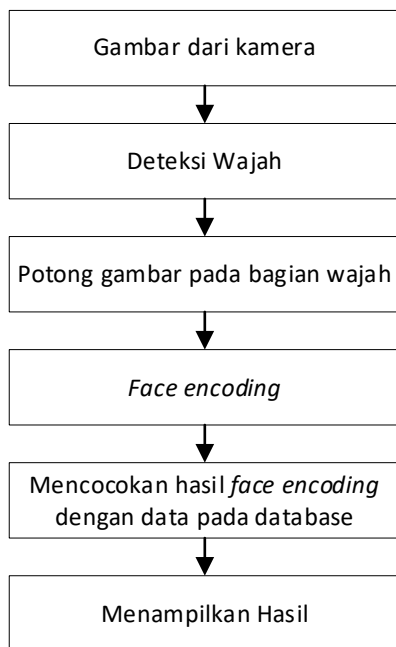 Gambar dari kamera
Deteksi Wajah
Potong gambar pada bagian wajah
Face encoding
Mencocokan hasil face encoding
dengan data pada database
Menampilkan Hasil